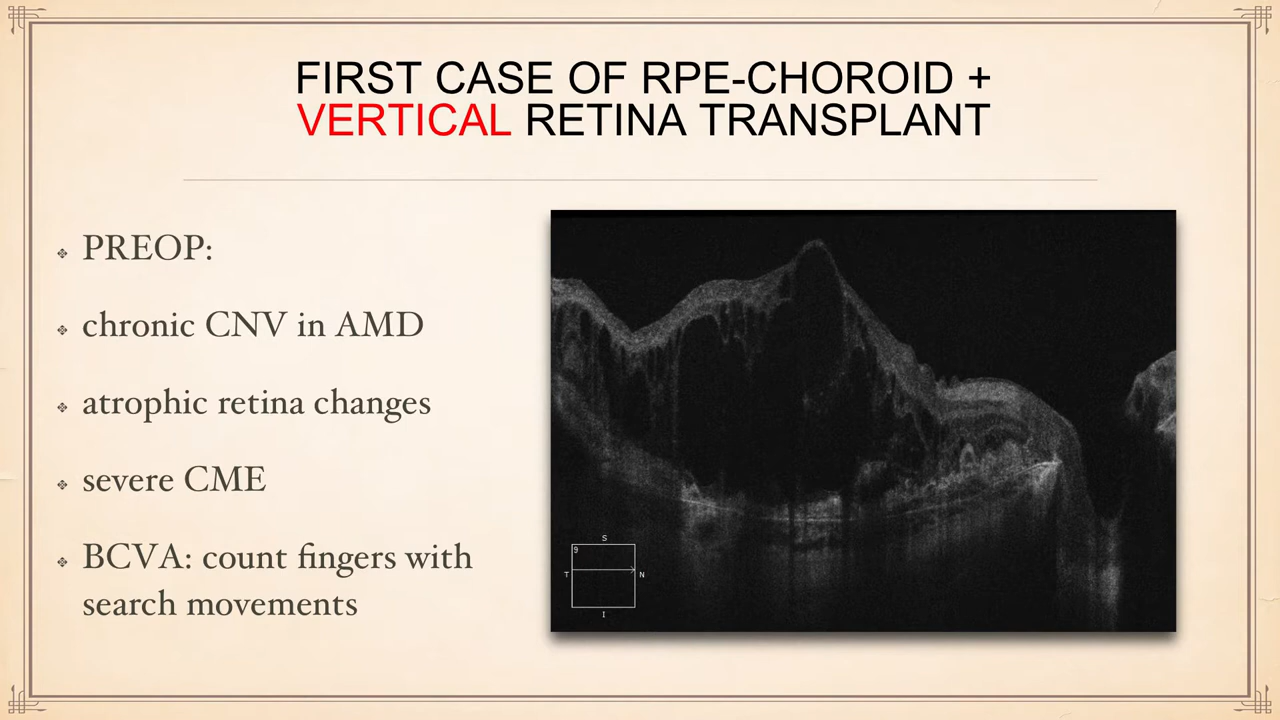 FIRST CASE OF RPE-CHOROID +
VERTICAL RETINA TRANSPLANT
PREOP:
chronic CNV in AMD
atrophic retina changes
severe CME
BCVA: count fingers with
search movements
S
9
T
N
I